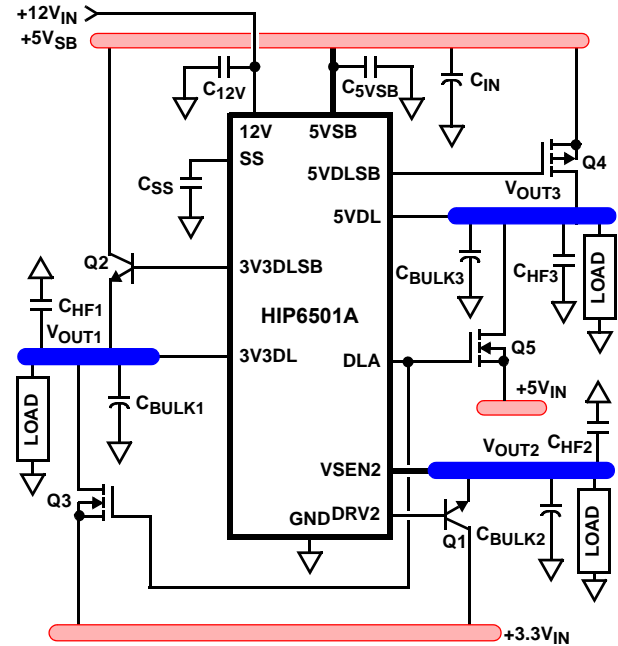 +12VIN
+5VSB
C12V
C5VSB
CIN
12V
5VSB
SS
CSS
5VDLSB
Q4
VOUT3
5VDL
Q2
3V3DLSB
CBULK3
CHF3
LOAD
CHF1
HIP6501A
VOUT1
3V3DL
DLA
Q5
+5VIN
LOAD
CBULK1
VOUT2
CHF2
VSEN2
Q3
GND
DRV2
Q1
CBULK2
LOAD
+3.3VIN